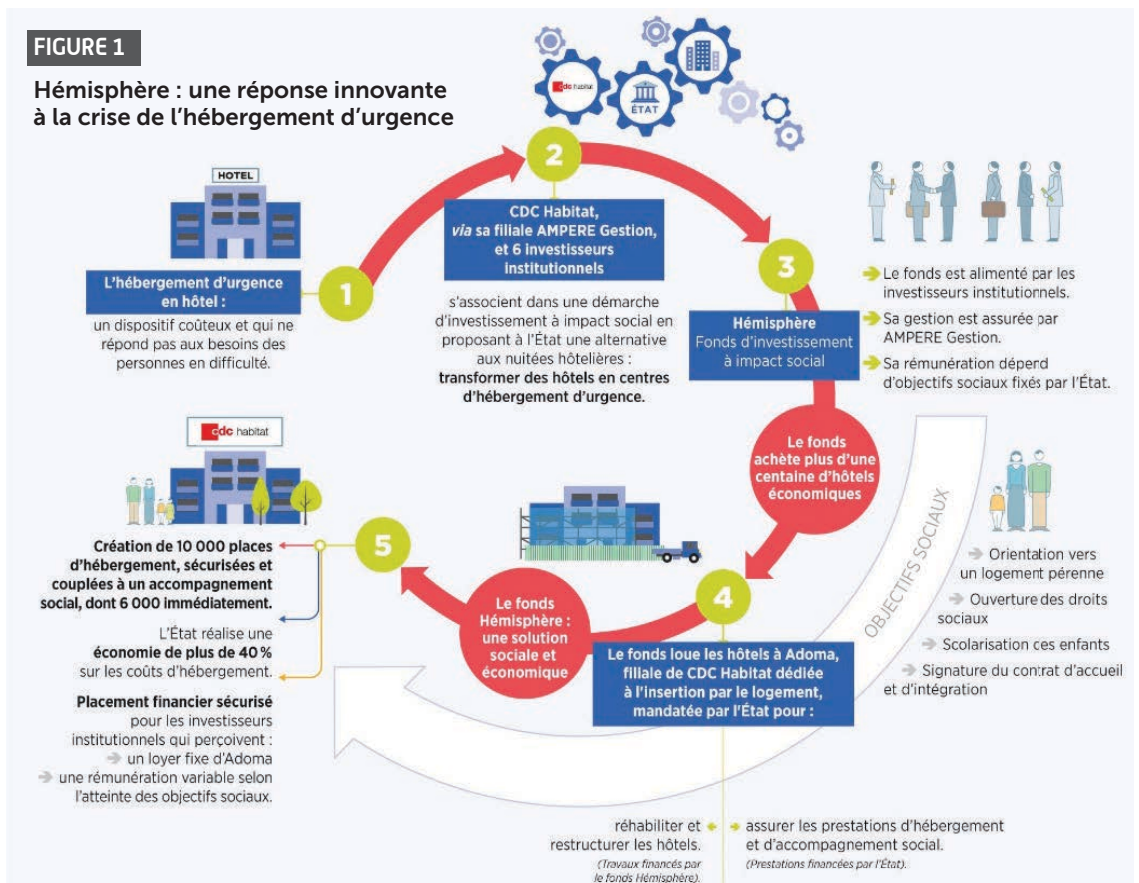 FIGURE 1
Hémisphère : une réponse innovante
à la crise de l'hébergement d'urgence
cdc habitat
ÉTAT
HOTEL
1
L'hébergement d'urgence
en hôtel :
un dispositif coûteux et qui ne
répond pas aux besoins des
personnes en difficulté.
2
CDC Habitat,
via sa filiale AMPERE Gestion,
et 6 investisseurs
institutionnels
s'associent dans une démarche
d'investissement à impact social en
proposant à l'État une alternative
aux nuitées hôtelières :
transformer des hôtels en centres
d'hébergement d'urgence.
3
Hémisphère
Fonds d'investissement
à impact social
Le fonds est alimenté par les
investisseurs institutionnels.
Sa gestion est assurée par
AMPERE Gestion.
Sa rémunération dépend
d'objectifs sociaux fixés par l'État.
Le fonds
achète plus d'une
centaine d'hôtels
économiques
OBJECTIFS SOCIAUX
Orientation vers
un logement pérenne
Ouverture des droits
sociaux
Scolarisation ces enfants
Signature du contrat d'accueil
et d'intégration
4
Le fonds loue les hôtels à Adoma,
filiale de CDC Habitat dédiée
à l'insertion par le logement,
mandatée par l'État pour :
réhabiliter et
restructurer les hôtels.
(Travaux financés par
le fonds Hémisphère).
assurer les prestations d'hébergement
et d'accompagnement social.
(Prestations financées par l'État).
Le fonds
Hémisphère :
une solution
sociale et
économique
5
cdc habitat
Création de 10 000 places
d'hébergement, sécurisées et
couplées à un accompagnement
social, dont 6 000 immédiatement.
L'État réalise une
économie de plus de 40 %
sur les coûts d'hébergement.
Placement financier sécurisé
pour les investisseurs
institutionnels qui perçoivent :
un loyer fixe d'Adoma
une rémunération variable selon
l'atteinte des objectifs sociaux.